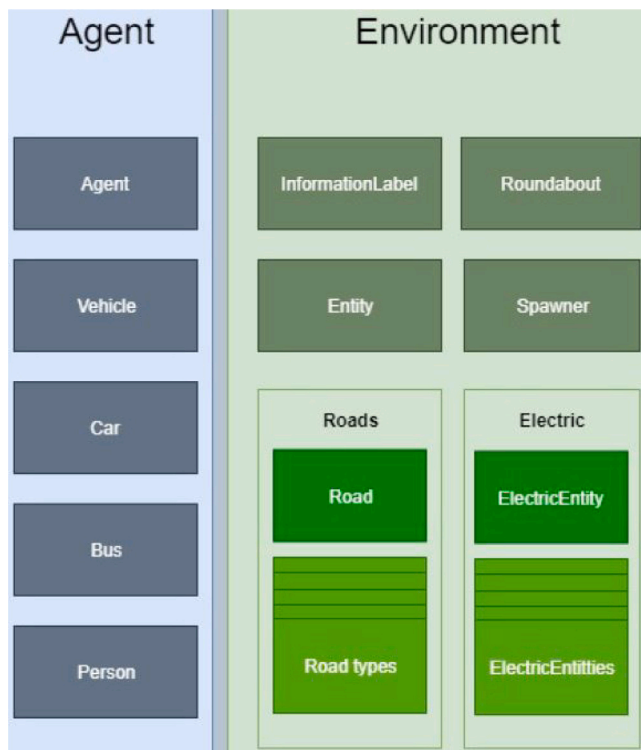 Agent
Environment
Agent
InformationLabel
Roundabout
Vehicle
Entity
Spawner
Car
Roads
Electric
Road
ElectricEntity
Bus
Road types
ElectricEntitties
Person